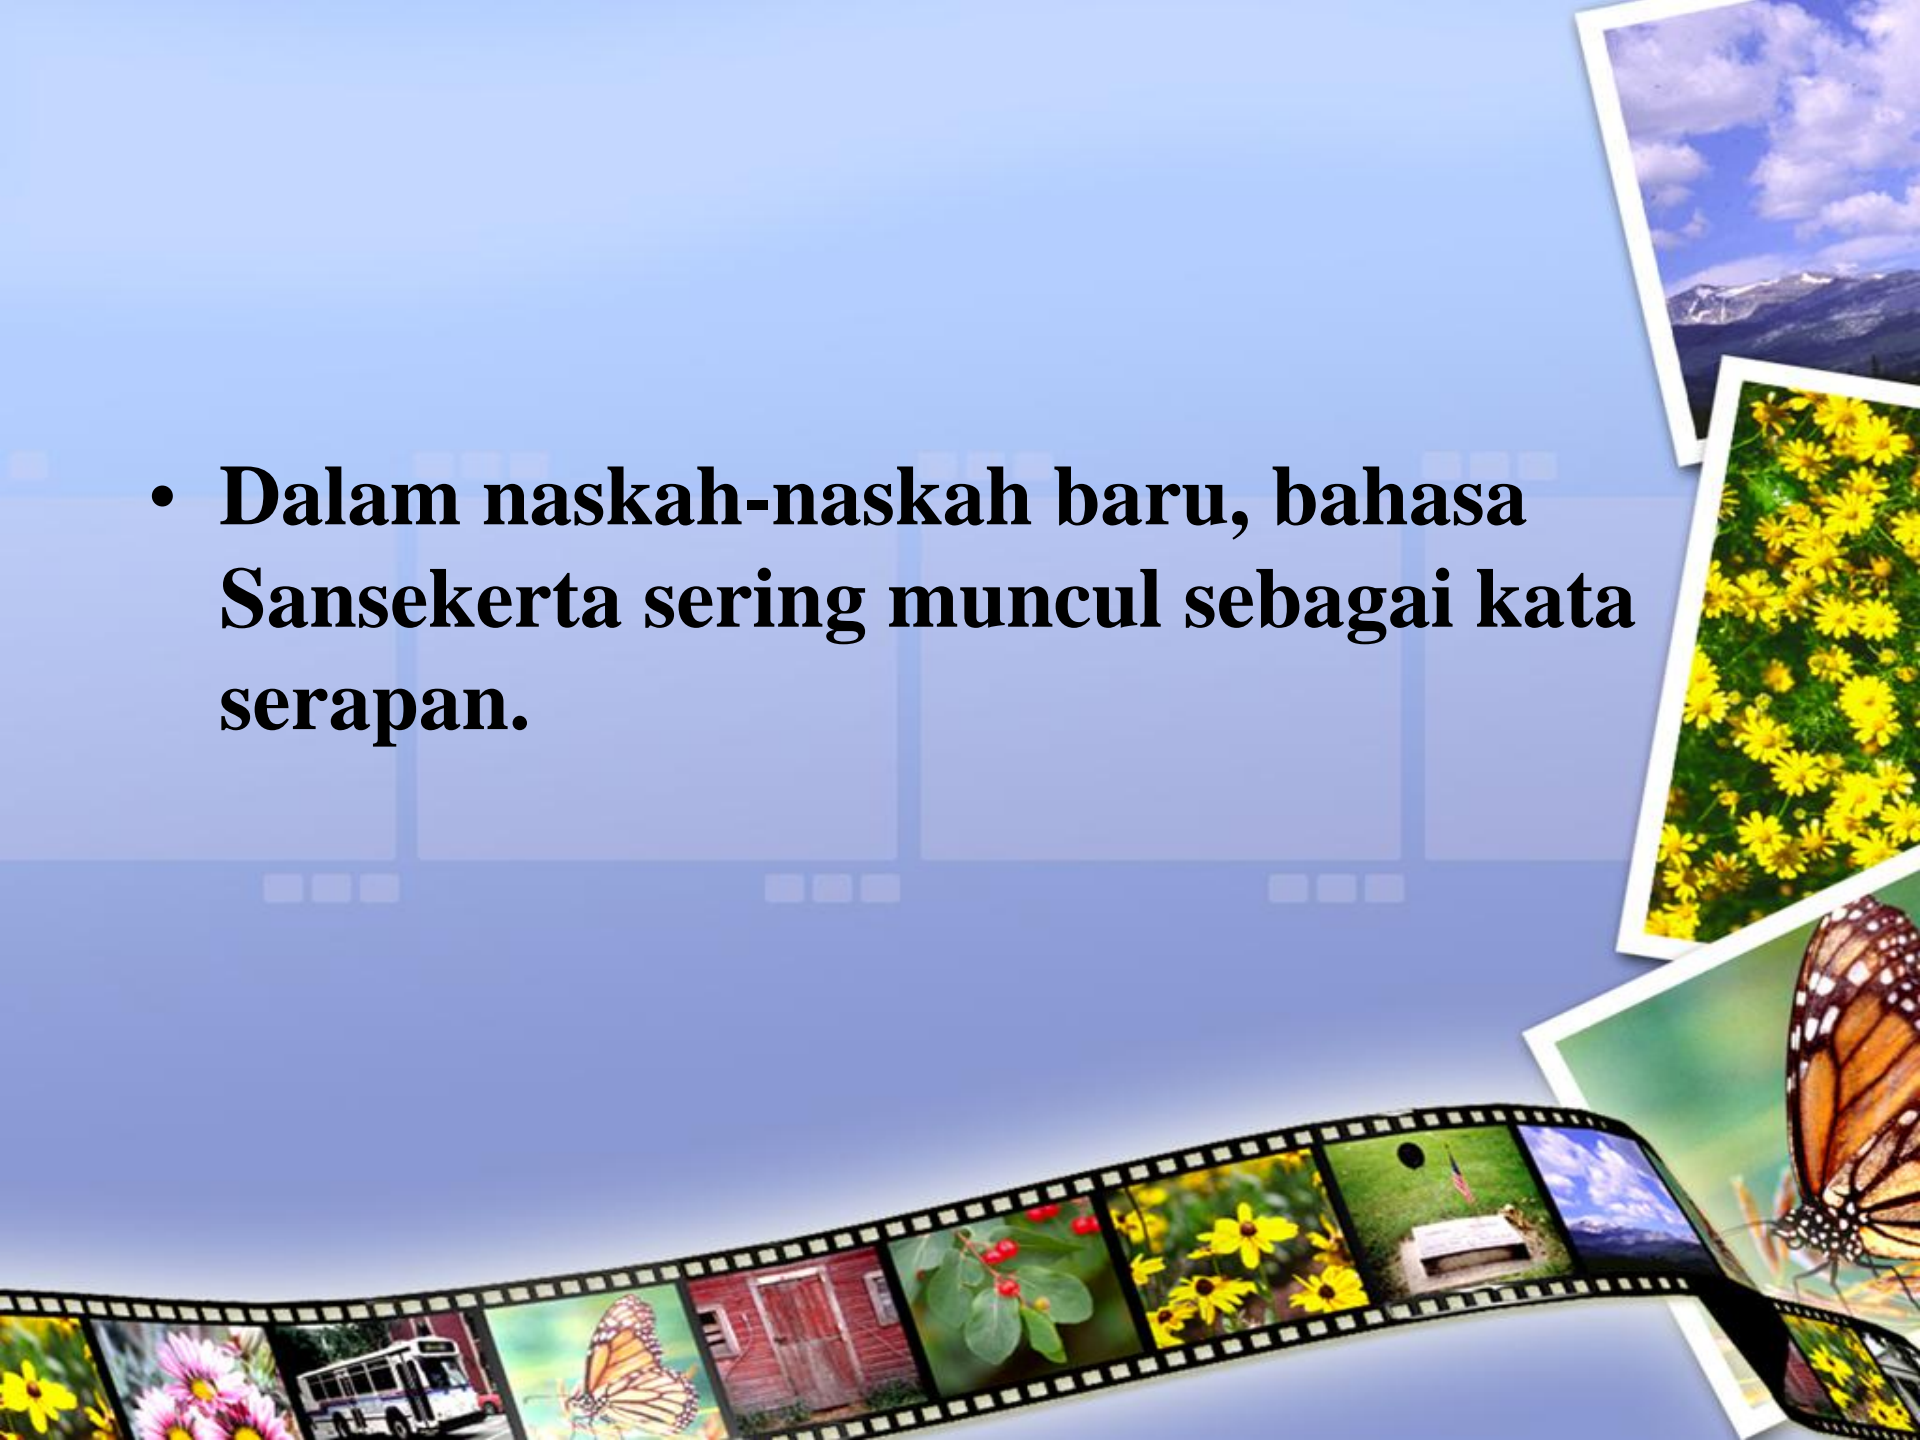 • Dalam naskah-naskah baru, bahasa
Sansekerta sering muncul sebagai kata
serapan.